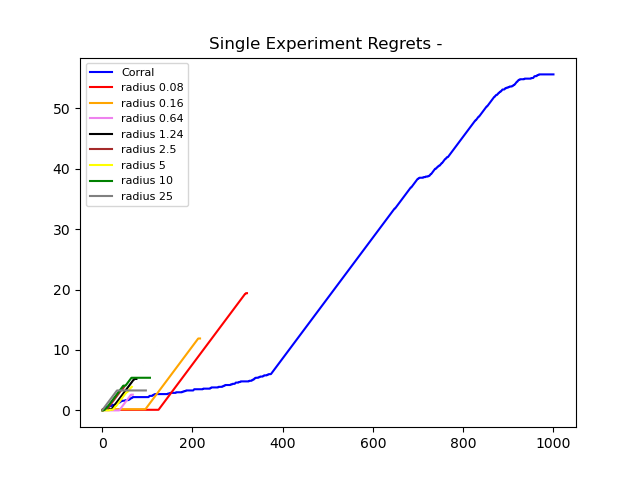 Single Experiment Regrets -
Corral
radius 0.08
radius 0.16
radius 0.64
radius 1.24
radius 2.5
radius 5
radius 10
radius 25
50
40
30
20
10
0
0 200 400 600 800 1000